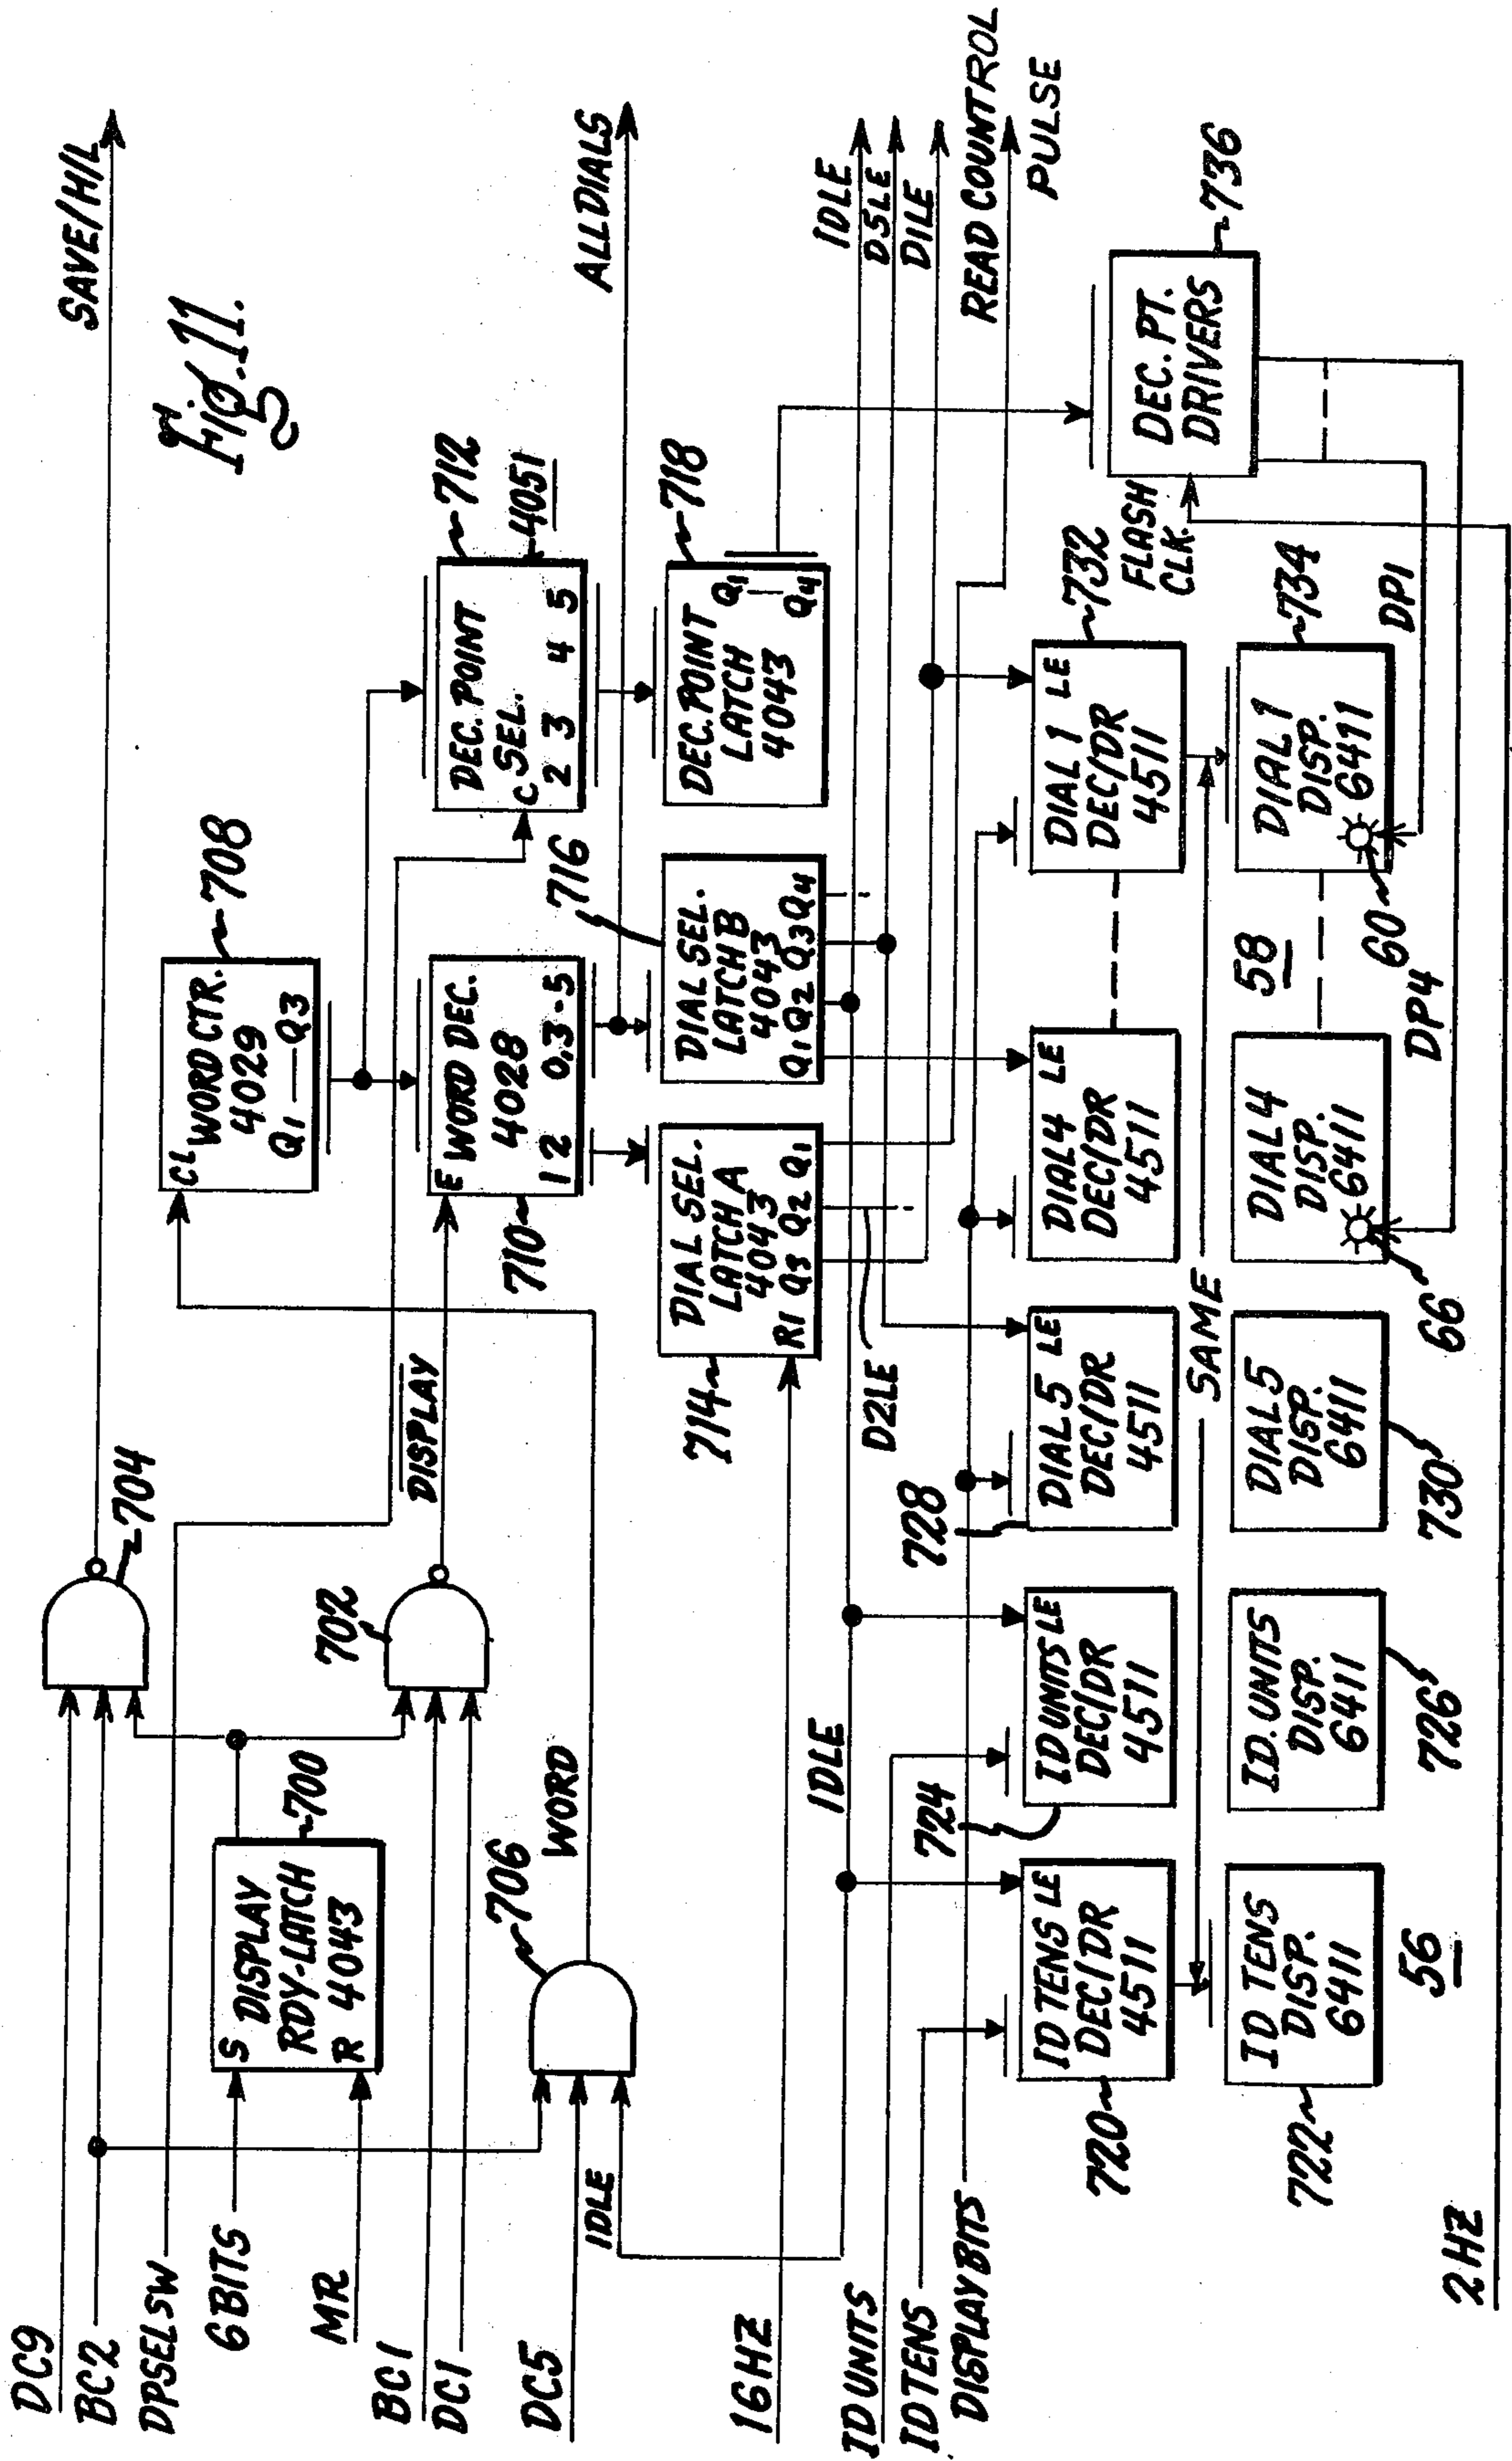 Fig. 11.
DC9
BC2
DPSEL SW
6 BITS
MR
BC1
DC1
DC5
IDLE
16HZ
ID UNITS
ID TENS
DISPLAY BITS
2HZ
SAVE/H/L
ALL DIALS
IDLE
D5LE
D1LE
READ COUNTROL
PULSE
704
702
S DISPLAY
RDY-LATCH
R 4043
700
706
WORD
DISPLAY
CL WORD CTR.
4029
Q1 — Q3
708
E WORD DEC.
4028
1 2 0,3-5
710
DEC. POINT
C SEL.
2 3 4 5
712
4051
DIAL SEL.
LATCH A
4043
R1 Q3 Q2 Q1
714
DIAL SEL.
LATCH B
4043
Q1 Q2 Q3 Q4
716
DEC. POINT
LATCH
4043
Q1
Q4
718
D2LE
IDLE
ID TENS LE
DEC/DR
4511
720
ID UNITS LE
DEC/DR
4511
724
DIAL 5 LE
DEC/DR
4511
728
DIAL 4 LE
DEC/DR
4511
DIAL 1 LE
DEC/DR
4511
732
FLASH
CLK.
DEC. PT.
DRIVERS
736
SAME
ID TENS
DISP.
6411
722
56
ID. UNITS
DISP.
6411
726
DIAL 5
DISP.
6411
730
DIAL 4
DISP.
6411
66
58
DIAL 1
DISP.
6411
734
60
DP4
DP1